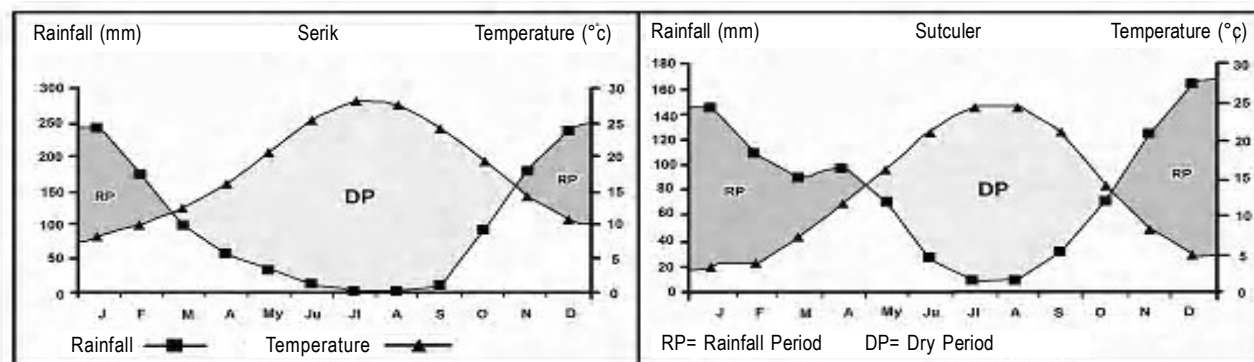 Rainfall (mm) Serik Temperature (°c)
300 30
250 25
200 20
150 15
100 10
50 5
0 0
RP DP RP
J F M A My Ju Jl A S O N D
Rainfall Temperature
Rainfall (mm) Sutculer Temperature (°c)
180 30
160
140 25
120 20
100
80 15
60 10
40
20 5
0 0
RP DP RP
J F M A My Ju Jl A S O N D
RP= Rainfall Period DP= Dry Period